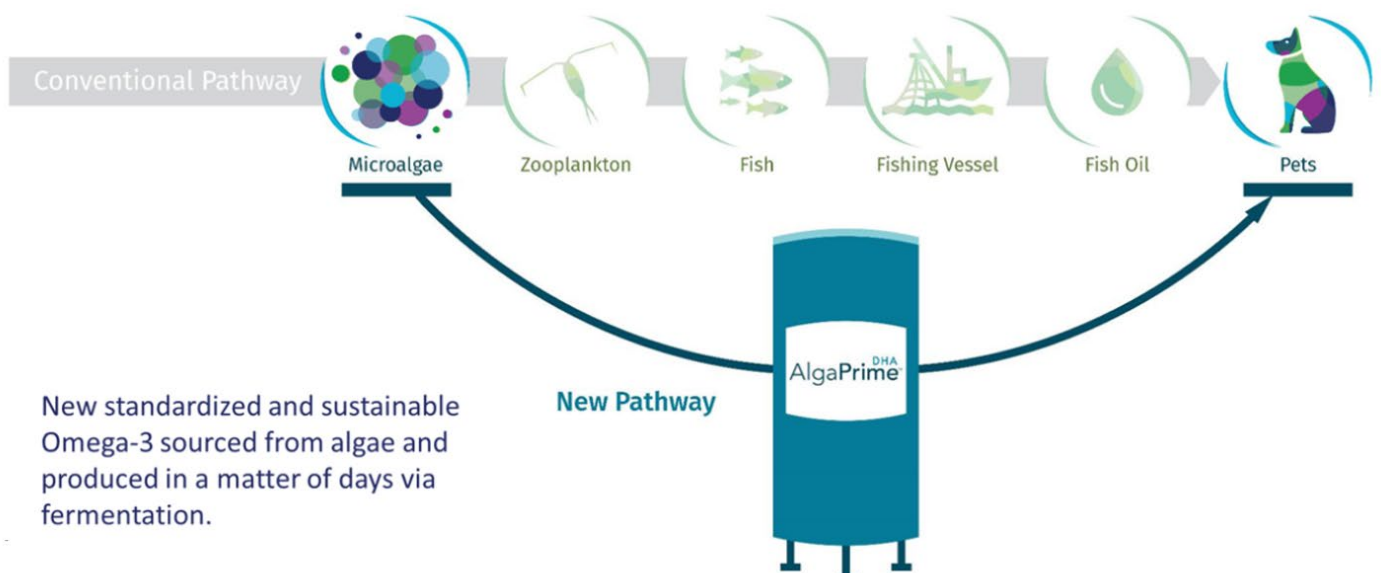 Conventional Pathway
Microalgae
Zooplankton
Fish
Fishing Vessel
Fish Oil
Pets
AlgaPrime DHA™
New Pathway
New standardized and sustainable
Omega-3 sourced from algae and
produced in a matter of days via
fermentation.